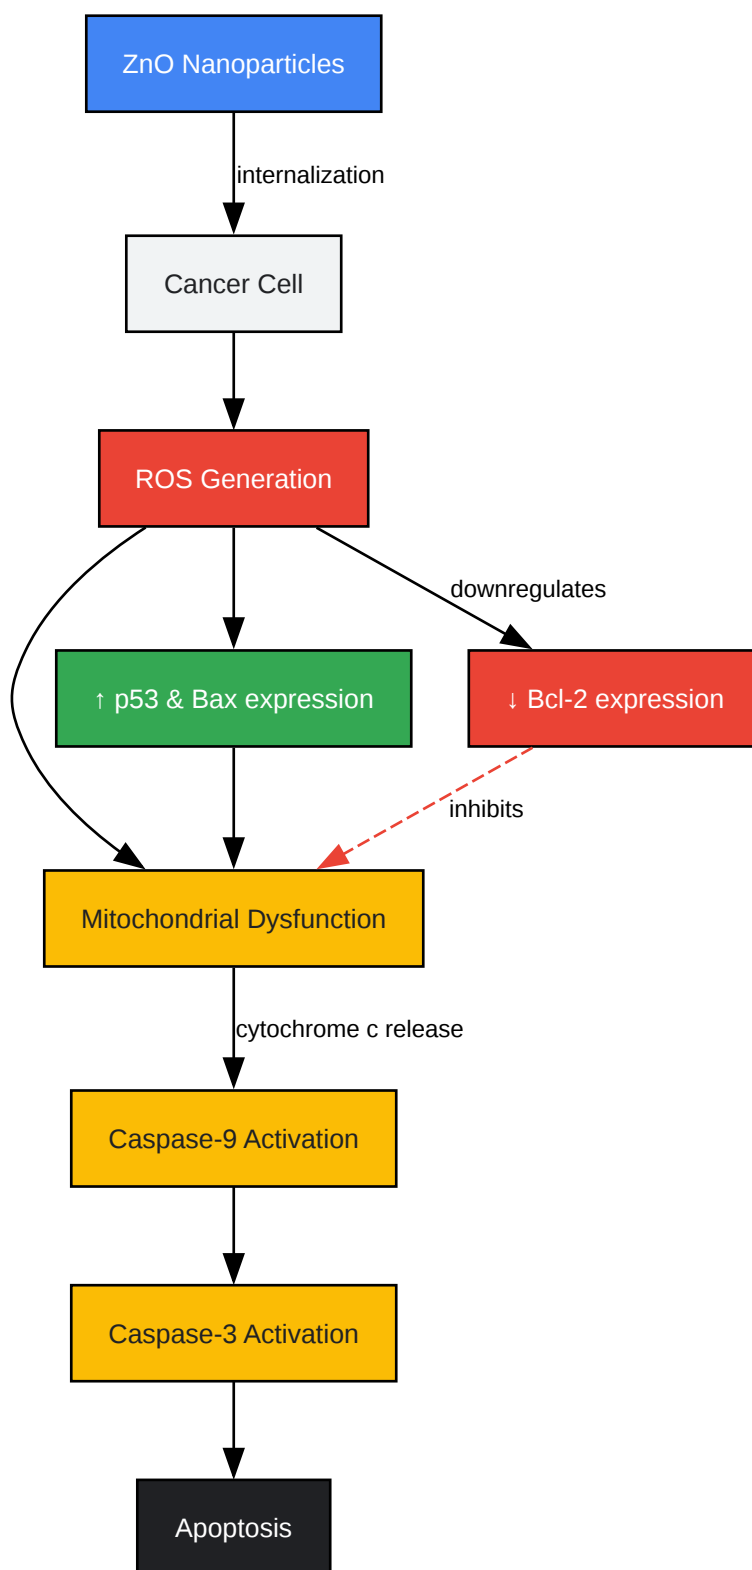 ZnO Nanoparticles
internalization
Cancer Cell
ROS Generation
downregulates
↑ p53 & Bax expression
↓ Bcl-2 expression
inhibits
Mitochondrial Dysfunction
cytochrome c release
Caspase-9 Activation
Caspase-3 Activation
Apoptosis